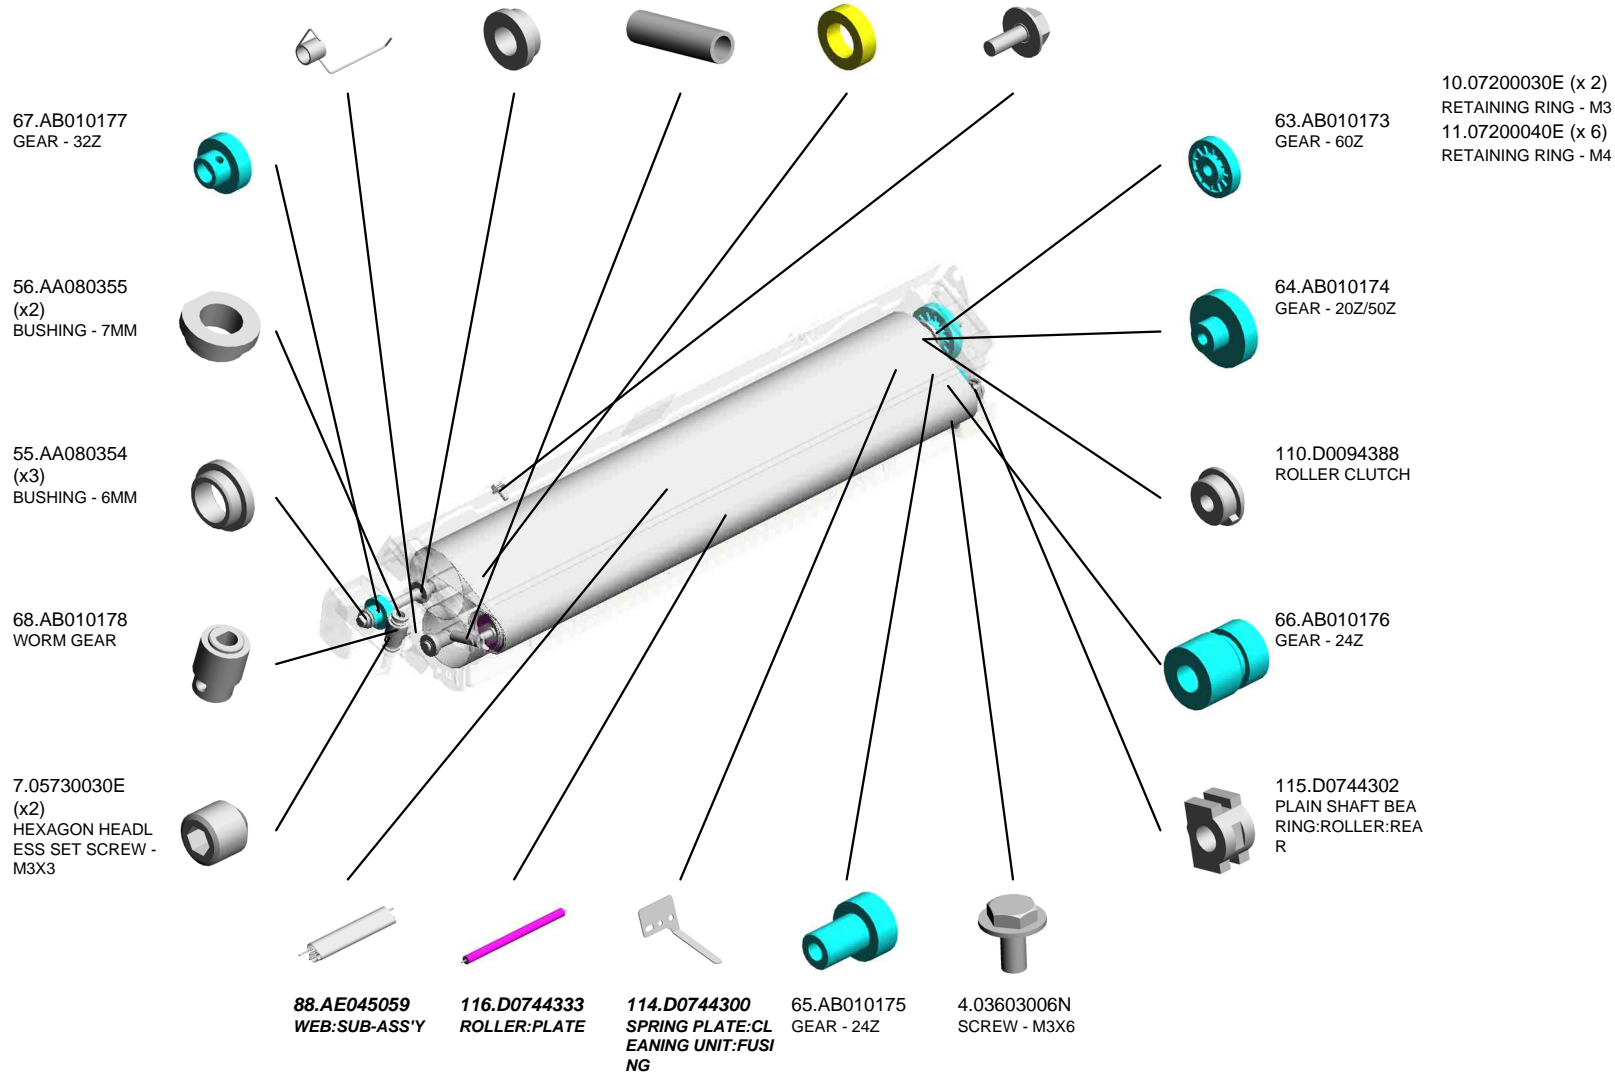 67.AB010177
GEAR - 32Z
56.AA080355
(x2)
BUSHING - 7MM
55.AA080354
(x3)
BUSHING - 6MM
68.AB010178
WORM GEAR
7.05730030E
(x2)
HEXAGON HEADL
ESS SET SCREW -
M3X3
88.AE045059
WEB:SUB-ASS'Y
116.D0744333
ROLLER:PLATE
114.D0744300
SPRING PLATE:CL
EANING UNIT:FUSI
NG
65.AB010175
GEAR - 24Z
4.03603006N
SCREW - M3X6
63.AB010173
GEAR - 60Z
64.AB010174
GEAR - 20Z/50Z
110.D0094388
ROLLER CLUTCH
66.AB010176
GEAR - 24Z
115.D0744302
PLAIN SHAFT BEA
RING:ROLLER:REA
R
10.07200030E (x 2)
RETAINING RING - M3
11.07200040E (x 6)
RETAINING RING - M4